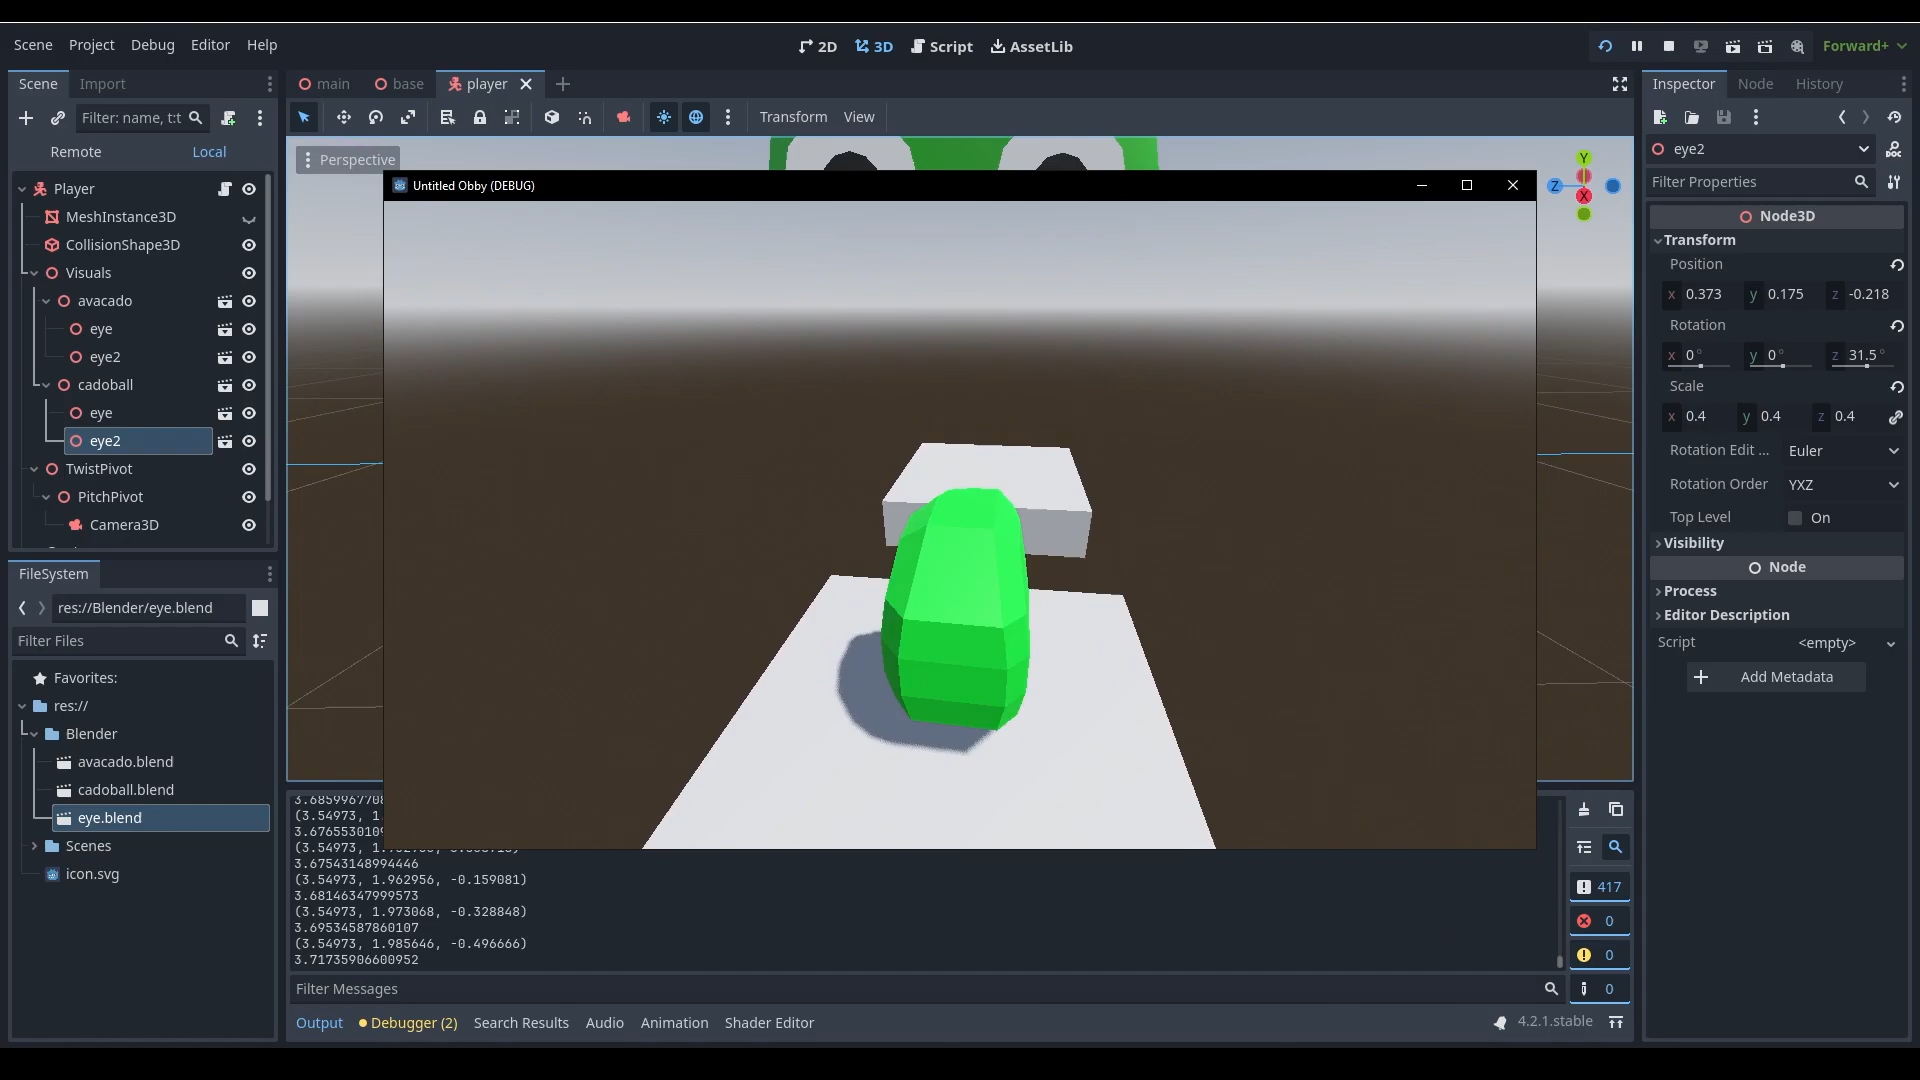 Scene Project Debug Editor Help
2D 3D Script AssetLib
Forward+
Scene Import
main base player
Inspector Node History
Filter: name, t:t
Transform View
Remote Local
Perspective
Y
Z
X
eye2
Filter Properties
Untitled Obby (DEBUG)
Player
MeshInstance3D
CollisionShape3D
Visuals
avacado
eye
eye2
cadoball
eye
eye2
TwistPivot
PitchPivot
Camera3D
Node3D
Transform
Position
x 0.373 y 0.175 z -0.218
Rotation
x 0° y 0° z 31.5°
Scale
x 0.4 y 0.4 z 0.4
Rotation Edit ... Euler
Rotation Order YXZ
Top Level On
Visibility
Node
Process
Editor Description
Script <empty>
Add Metadata
FileSystem
res://Blender/eye.blend
Filter Files
Favorites:
res://
Blender
avacado.blend
cadoball.blend
eye.blend
Scenes
icon.svg
3.67543148994446
(3.54973, 1.962956, -0.159081)
3.68146347999573
(3.54973, 1.973068, -0.328848)
3.69534587860107
(3.54973, 1.985646, -0.496666)
3.71735906600952
417
0
0
0
Filter Messages
Output Debugger (2) Search Results Audio Animation Shader Editor
4.2.1.stable